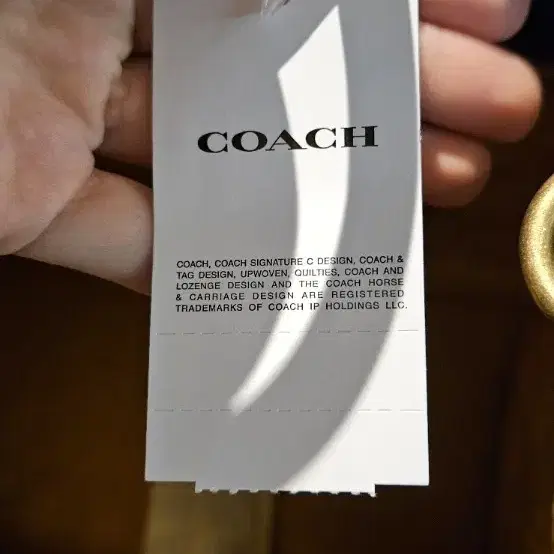 COACH
COACH, COACH SIGNATURE C DESIGN, COACH &
TAG DESIGN, UPWOVEN, QUILTIES, COACH AND
LOZENGE DESIGN AND THE COACH HORSE
& CARRIAGE DESIGN ARE REGISTERED
TRADEMARKS OF COACH IP HOLDINGS LLC.